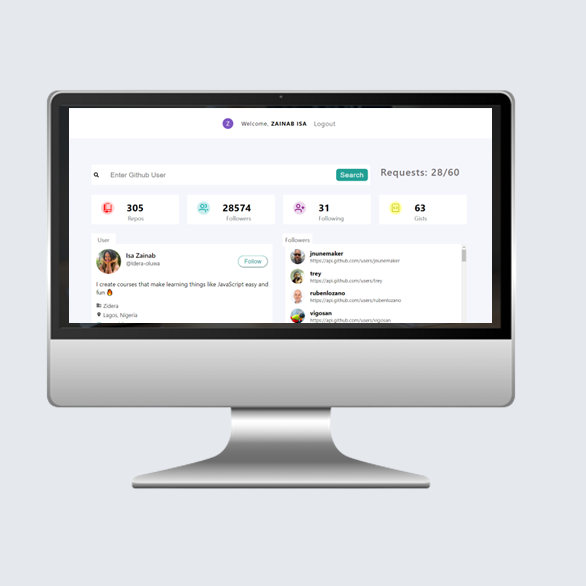 Z Welcome, ZAINAB ISA Logout
Enter Github User Search Requests: 28/60
305 28574 31 63
Repos Followers Following Gists
User Followers
Isa Zainab
@idera-oluwa
Follow
I create courses that make learning things like JavaScript easy and
fun 🔥
Zidera
Lagos, Nigeria
jnunemaker
https://api.github.com/users/jnunemaker
trey
https://api.github.com/users/trey
rubenlozano
https://api.github.com/users/rubenlozano
vigosan
https://api.github.com/users/vigosan